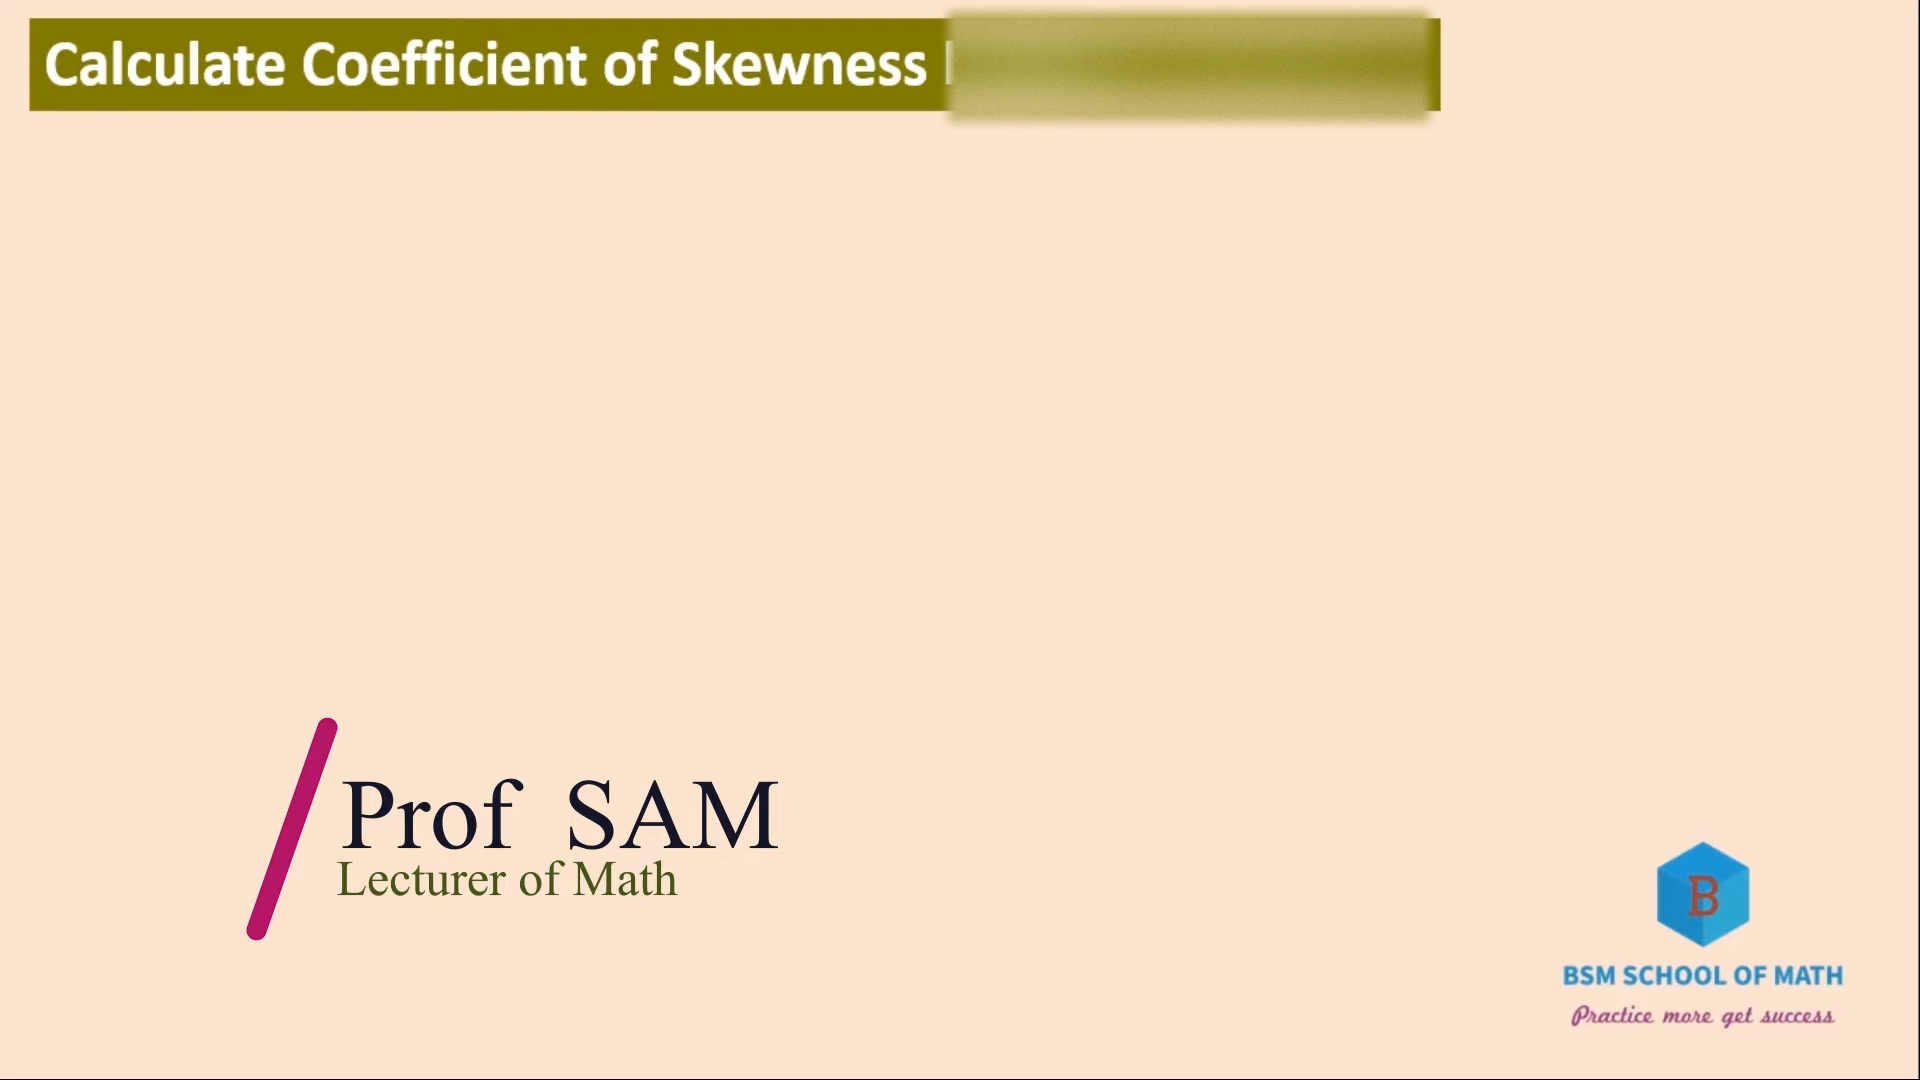 Calculate Coefficient of Skewness
Prof SAM
Lecturer of Math
B
BSM SCHOOL OF MATH
Practice more get success